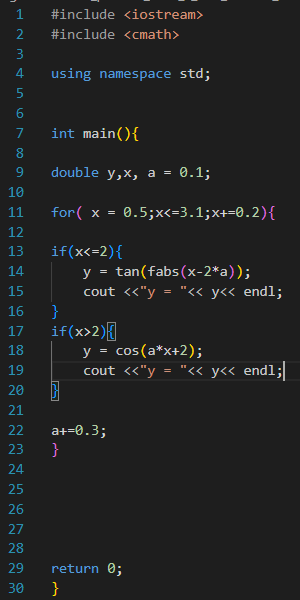 1 #include <iostream>
2 #include <cmath>
3
4 using namespace std;
5
6
7 int main(){
8
9 double y,x, a = 0.1;
10
11 for( x = 0.5;x<=3.1;x+=0.2){
12
13 if(x<=2){
14     y = tan(fabs(x-2*a));
15     cout <<"y = "<< y<< endl;
16 }
17 if(x>2){
18     y = cos(a*x+2);
19     cout <<"y = "<< y<< endl;
20 }
21
22 a+=0.3;
23 }
24
25
26
27
28
29 return 0;
30 }